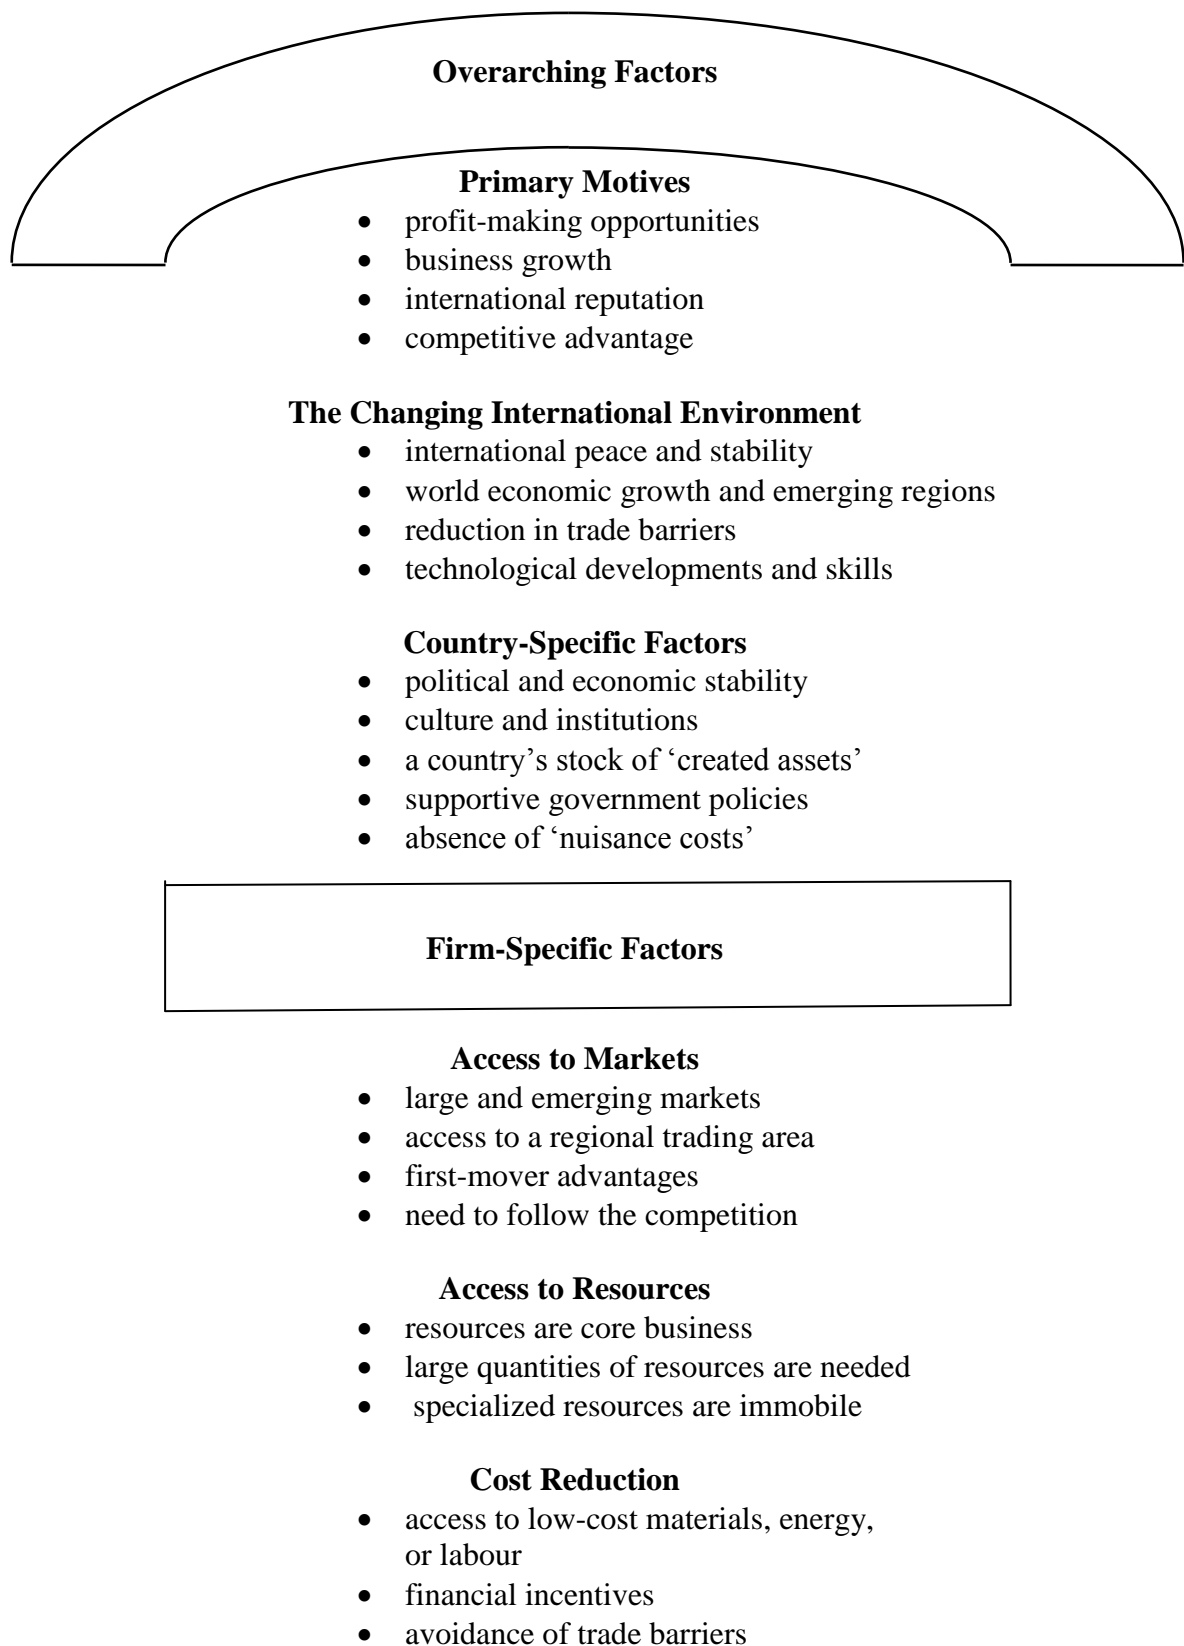 Overarching Factors
Primary Motives
• profit-making opportunities
• business growth
• international reputation
• competitive advantage
The Changing International Environment
• international peace and stability
• world economic growth and emerging regions
• reduction in trade barriers
• technological developments and skills
Country-Specific Factors
• political and economic stability
• culture and institutions
• a country’s stock of ‘created assets’
• supportive government policies
• absence of ‘nuisance costs’
Firm-Specific Factors
Access to Markets
• large and emerging markets
• access to a regional trading area
• first-mover advantages
• need to follow the competition
Access to Resources
• resources are core business
• large quantities of resources are needed
• specialized resources are immobile
Cost Reduction
• access to low-cost materials, energy,
or labour
• financial incentives
• avoidance of trade barriers